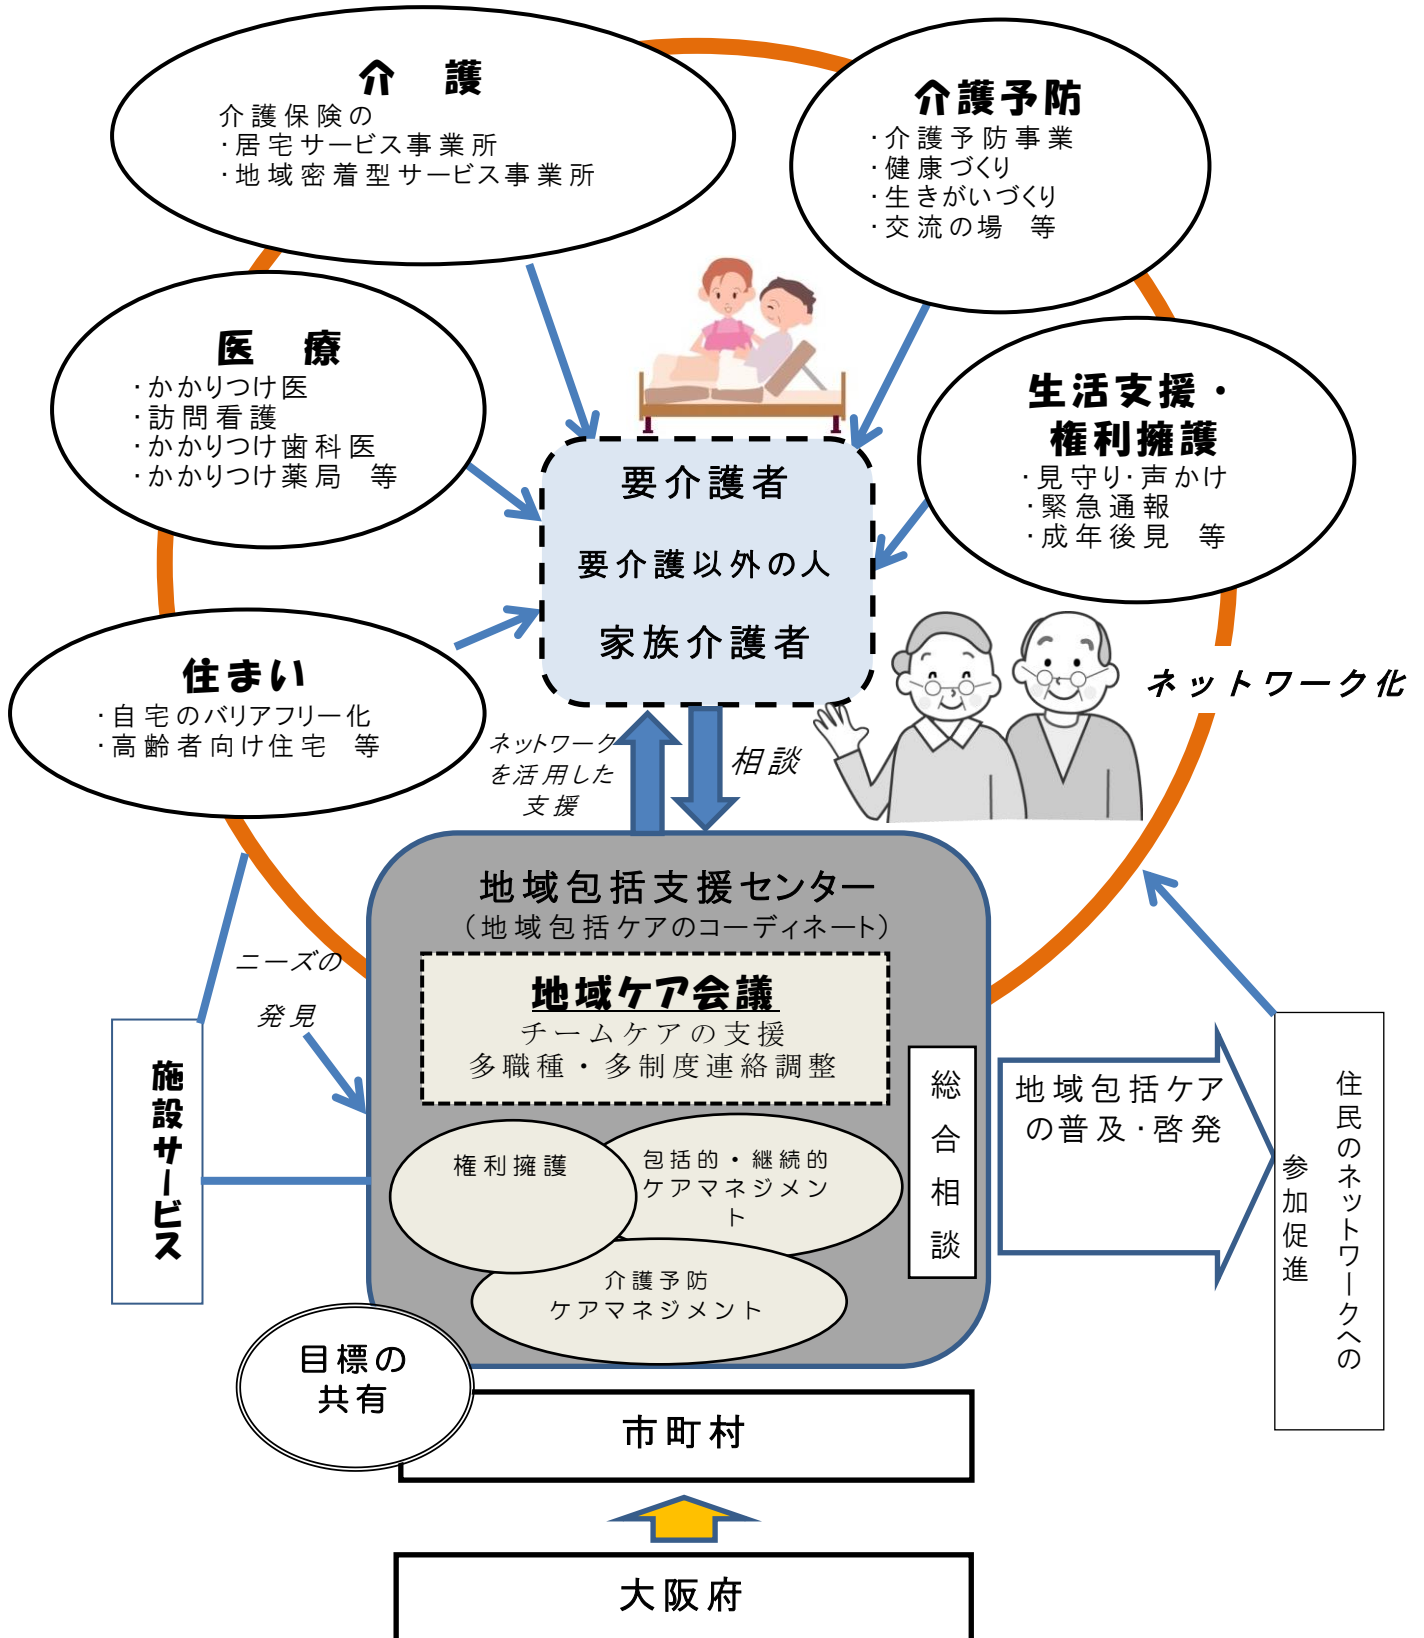 介　護
介護保険の
・居宅サービス事業所
・地域密着型サービス事業所
介護予防
・介護予防事業
・健康づくり
・生きがいづくり
・交流の場　等
医　療
・かかりつけ医
・訪問看護
・かかりつけ歯科医
・かかりつけ薬局　等
生活支援・
権利擁護
・見守り・声かけ
・緊急通報
・成年後見　等
要介護者
要介護以外の人
家族介護者
住まい
・自宅のバリアフリー化
・高齢者向け住宅　等
ネットワーク化
ネットワーク
を活用した
支援
相談
地域包括支援センター
（地域包括ケアのコーディネート）
ニーズの
発見
地域ケア会議
チームケアの支援
多職種・多制度連絡調整
施設サービス
権利擁護
包括的・継続的
ケアマネジメン
ト
介護予防
ケアマネジメント
総合相談
地域包括ケア
の普及・啓発
住民のネットワークへの
参加促進
目標の
共有
市町村
大阪府